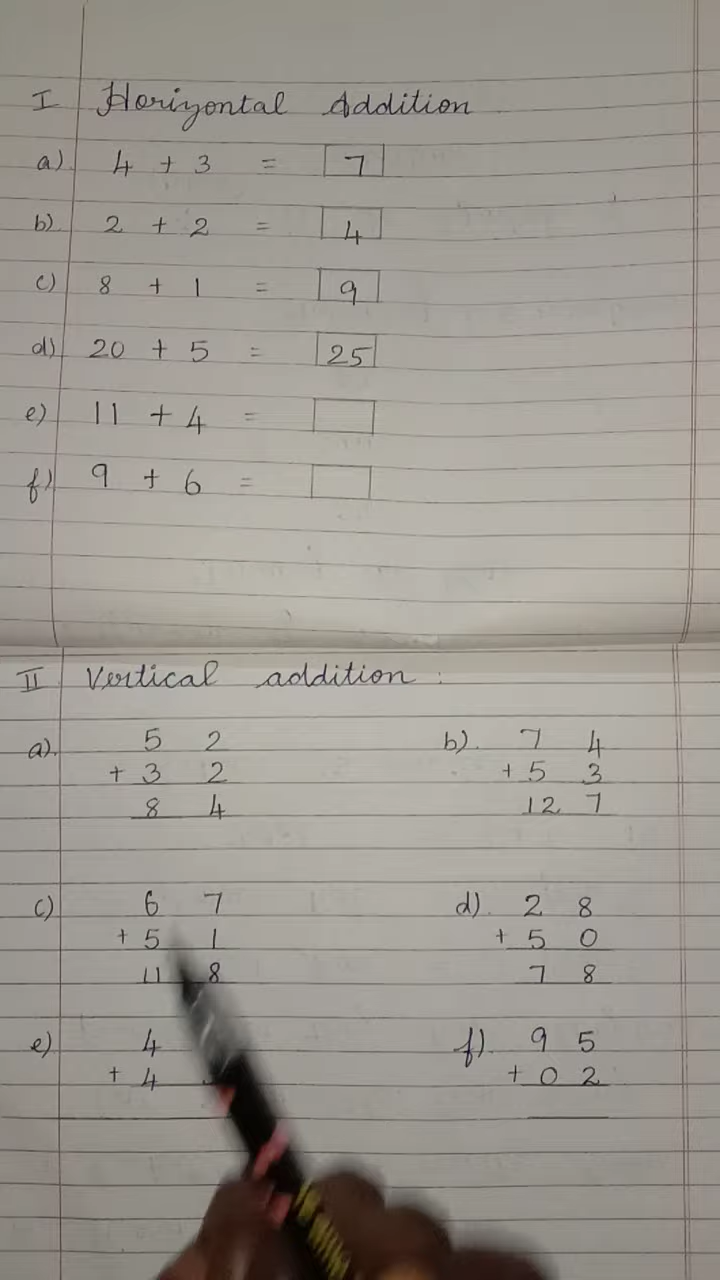 I Horizontal Addition
a) 4 + 3 = 7
b) 2 + 2 = 4
c) 8 + 1 = 9
d) 20 + 5 = 25
e) 11 + 4 =
f) 9 + 6 =
II Vertical addition :
a). 5 2 b). 7 4
+ 3 2 + 5 3
8 4 12 7
c) 6 7 d). 2 8
+ 5 1 + 5 0
11 8 7 8
e) 4 f). 9 5
+ 4 + 0 2